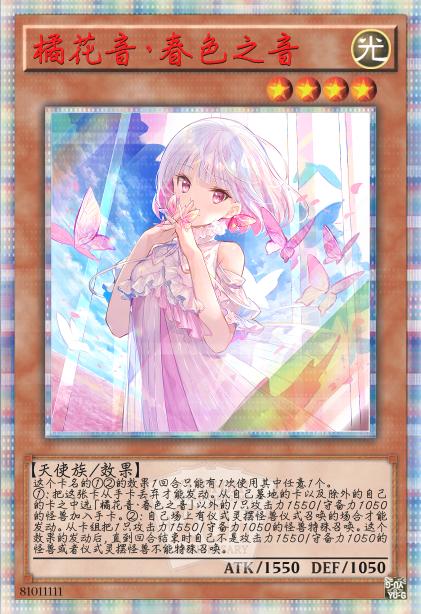 橘花音·春色之音
光
【天使族/效果】
这个卡名的①②的效果1回合只能有1次使用其中任意1个。
①:把这张卡从手卡丢弃才能发动。从自己墓地的卡以及除外的自己
的卡之中选「橘花音·春色之音」以外的1只攻击力1550/守备力1050
的怪兽加入手卡。②:自己场上有仪式灵摆怪兽仪式召唤的场合才能
发动。从卡组把1只攻击力1550/守备力1050的怪兽特殊召唤。这个
效果的发动后,直到回合结束时自己不是攻击力1550/守备力1050的
怪兽或者仪式灵摆怪兽不能特殊召唤。
ATK/1550 DEF/1050
81011111